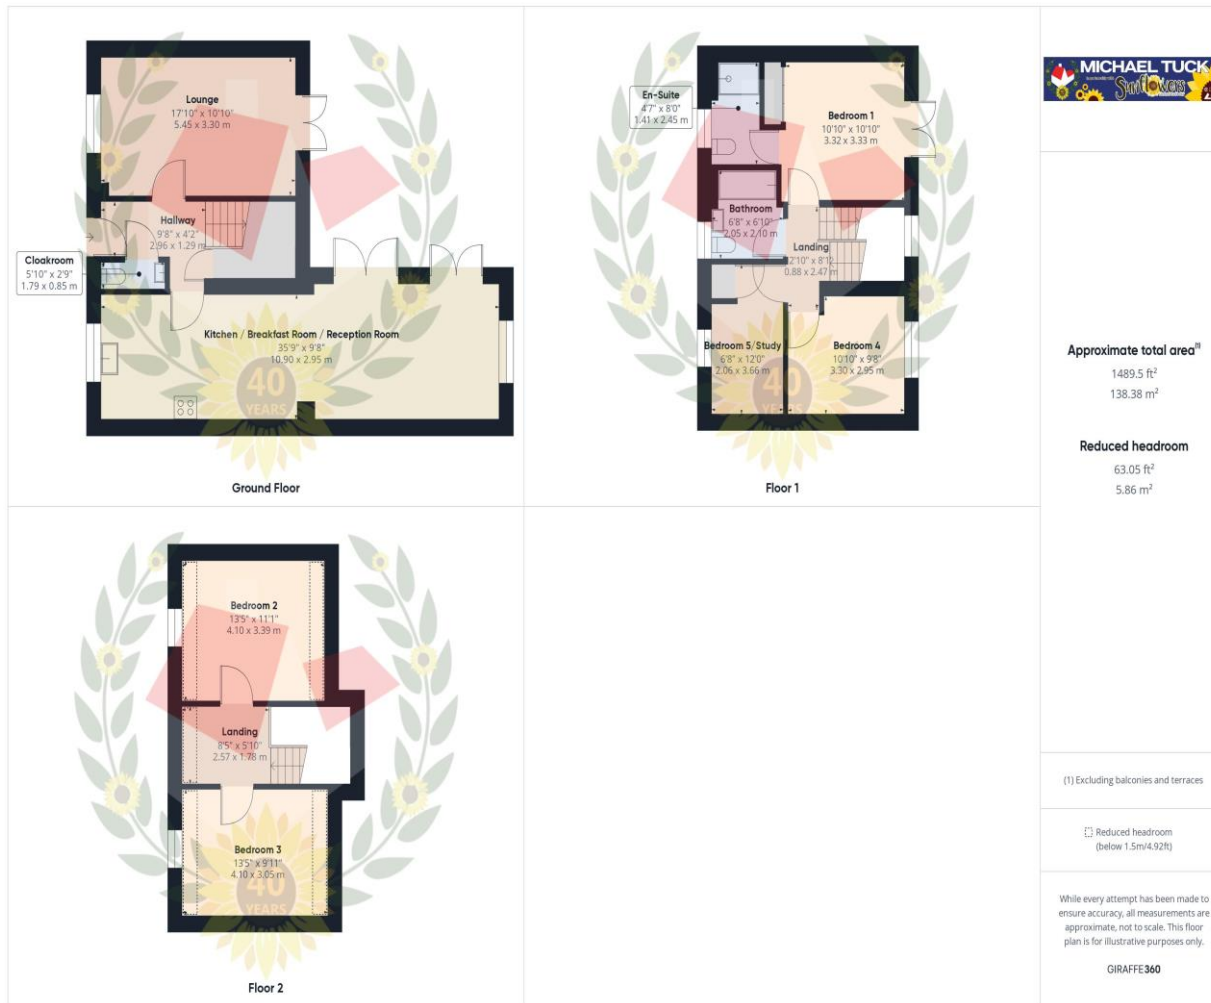 Lounge
17'10" x 10'10"
5.45 x 3.30 m
Hallway
9'8" x 4'2"
2.96 x 1.29 m
Cloakroom
5'10" x 2'9"
1.79 x 0.85 m
Kitchen / Breakfast Room / Reception Room
35'9" x 9'8"
10.90 x 2.95 m
40
YEARS
Ground Floor
En-Suite
4'7" x 8'0"
1.41 x 2.45 m
Bedroom 1
10'10" x 10'10"
3.32 x 3.33 m
Bathroom
6'8" x 6'10"
2.05 x 2.10 m
Landing
2'10" x 8'1"
0.88 x 2.47 m
Bedroom 5/Study
6'8" x 12'0"
2.06 x 3.66 m
Bedroom 4
10'10" x 9'8"
3.30 x 2.95 m
40
YEARS
Floor 1
Bedroom 2
13'5" x 11'1"
4.10 x 3.39 m
Landing
8'5" x 5'10"
2.57 x 1.78 m
Bedroom 3
13'5" x 9'11"
4.10 x 3.05 m
40
YEARS
Floor 2
MICHAEL TUCK
Sunflowers
Approximate total area(1)
1489.5 ft²
138.38 m²
Reduced headroom
63.05 ft²
5.86 m²
(1) Excluding balconies and terraces
Reduced headroom
(below 1.5m/4.92ft)
While every attempt has been made to
ensure accuracy, all measurements are
approximate, not to scale. This floor
plan is for illustrative purposes only.
GIRAFFE360